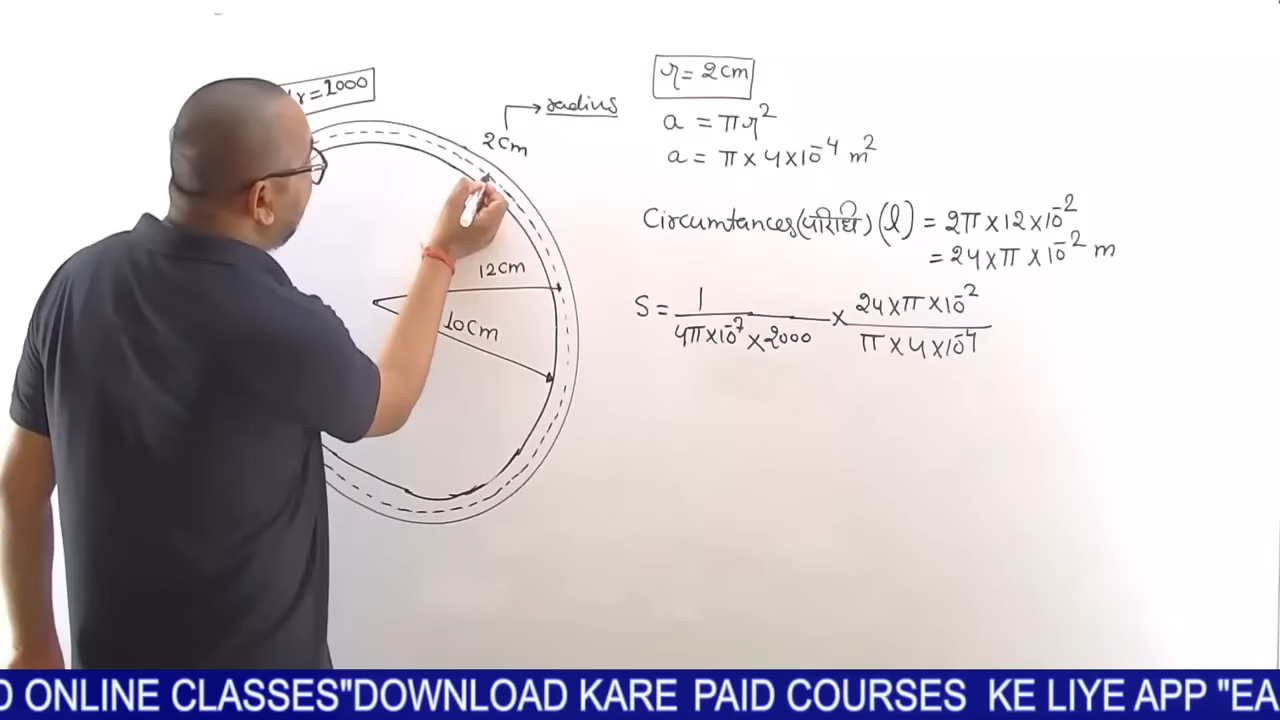 r=2000
radius
2cm
12cm
10cm
r=2cm
a = πr²
a = π×4×10⁻⁴ m²
Circumtances(परिधि)(l) = 2π×12×10⁻²
= 24×π×10⁻² m
S = 1/(4π×10⁻⁷×2000) × (24×π×10⁻²)/(π×4×10⁻⁴)
ONLINE CLASSES"DOWNLOAD KARE PAID COURSES KE LIYE APP "EA